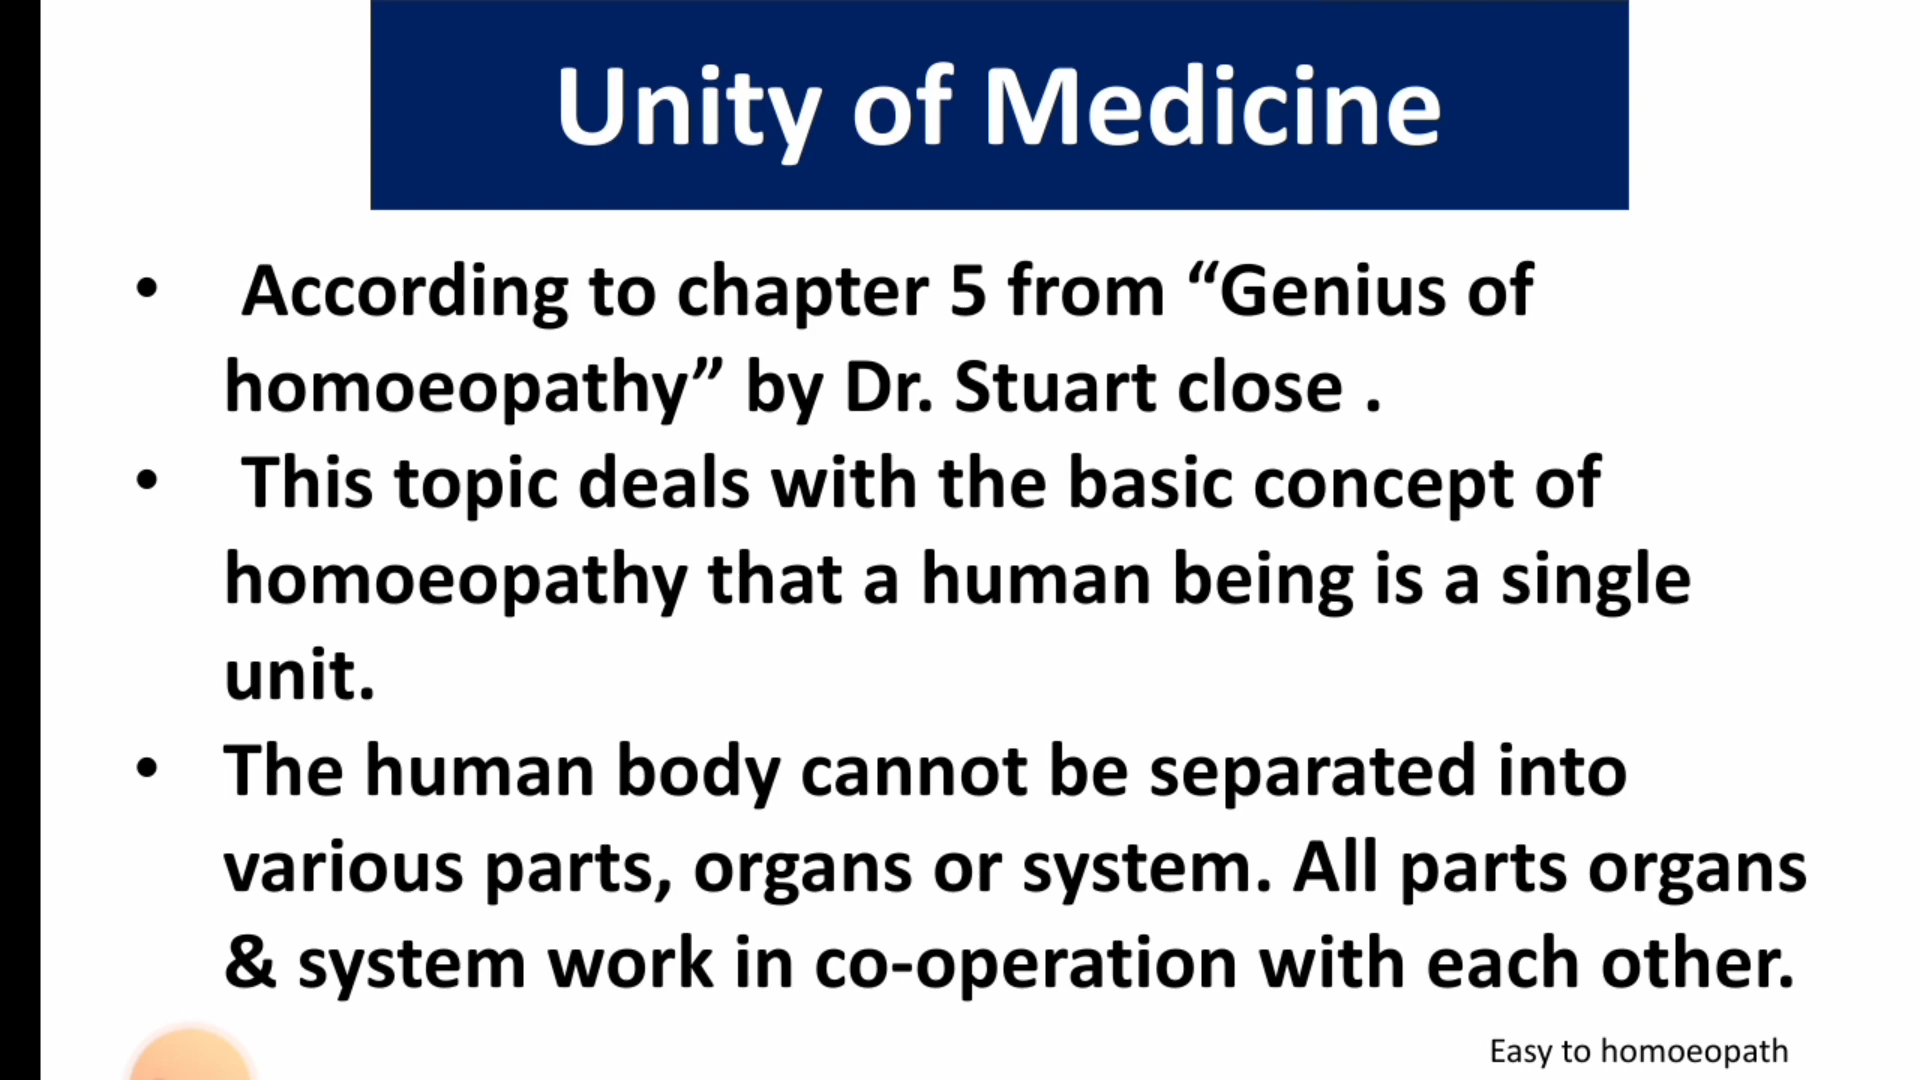 Unity of Medicine
• According to chapter 5 from “Genius of
homoeopathy” by Dr. Stuart close .
• This topic deals with the basic concept of
homoeopathy that a human being is a single
unit.
• The human body cannot be separated into
various parts, organs or system. All parts organs
& system work in co-operation with each other.
Easy to homoeopath